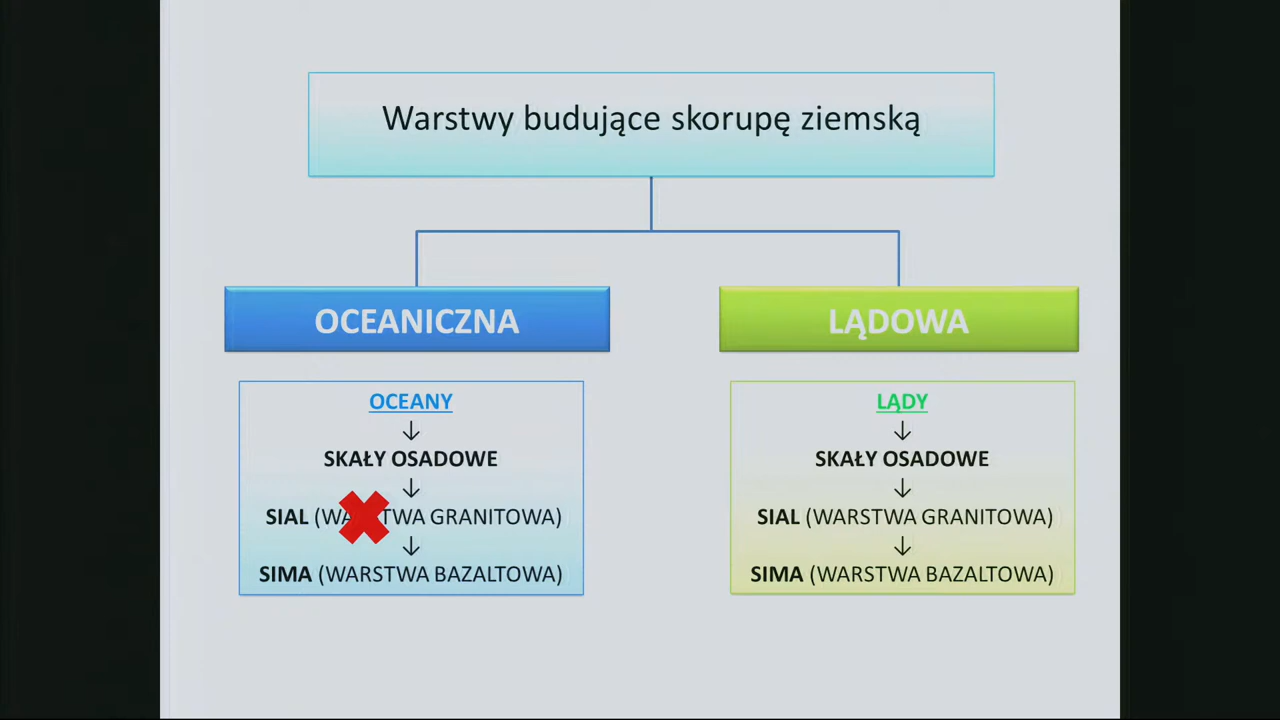 Warstwy budujące skorupę ziemską
OCEANICZNA
OCEANY
↓
SKAŁY OSADOWE
↓
SIAL (WARSTWA GRANITOWA)
↓
SIMA (WARSTWA BAZALTOWA)
LĄDOWA
LĄDY
↓
SKAŁY OSADOWE
↓
SIAL (WARSTWA GRANITOWA)
↓
SIMA (WARSTWA BAZALTOWA)